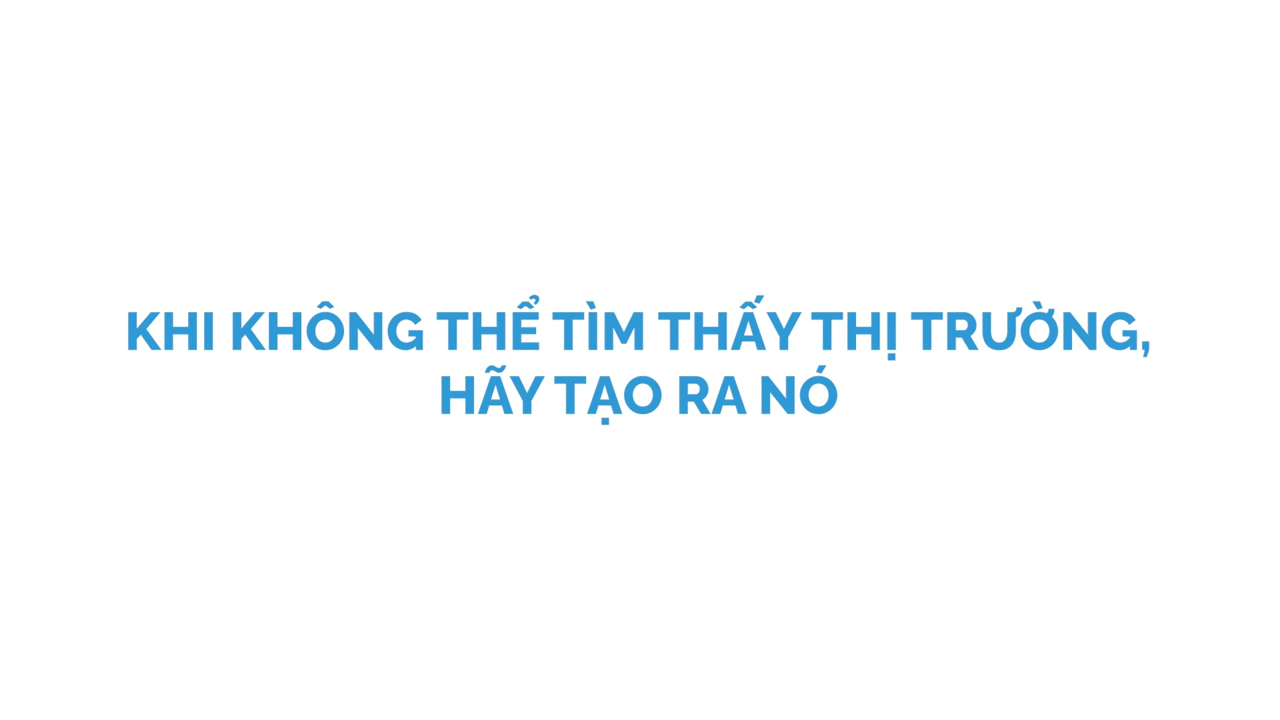 KHI KHÔNG THỂ TÌM THẤY THỊ TRƯỜNG,
HÃY TẠO RA NÓ